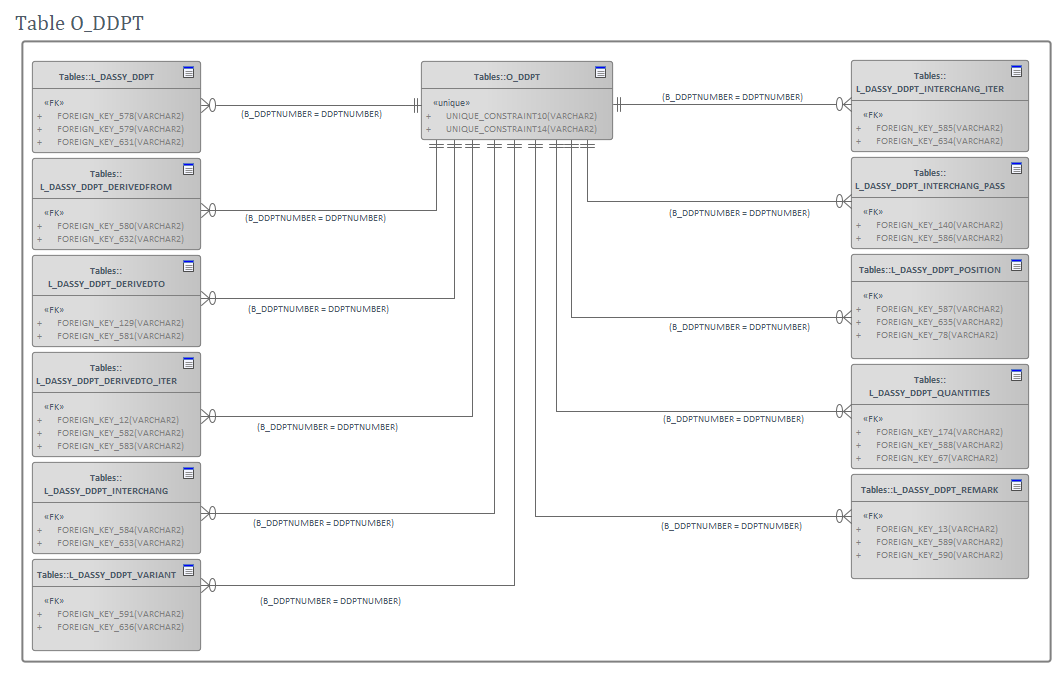 Table O_DDPT
Tables::L_DASSY_DDPT
«FK»
+ FOREIGN_KEY_578(VARCHAR2)
+ FOREIGN_KEY_579(VARCHAR2)
+ FOREIGN_KEY_631(VARCHAR2)
Tables::
L_DASSY_DDPT_DERIVEDFROM
«FK»
+ FOREIGN_KEY_580(VARCHAR2)
+ FOREIGN_KEY_632(VARCHAR2)
Tables::
L_DASSY_DDPT_DERIVEDTO
«FK»
+ FOREIGN_KEY_129(VARCHAR2)
+ FOREIGN_KEY_581(VARCHAR2)
Tables::
L_DASSY_DDPT_DERIVEDTO_ITER
«FK»
+ FOREIGN_KEY_12(VARCHAR2)
+ FOREIGN_KEY_582(VARCHAR2)
+ FOREIGN_KEY_583(VARCHAR2)
Tables::
L_DASSY_DDPT_INTERCHANG
«FK»
+ FOREIGN_KEY_584(VARCHAR2)
+ FOREIGN_KEY_633(VARCHAR2)
Tables::L_DASSY_DDPT_VARIANT
«FK»
+ FOREIGN_KEY_591(VARCHAR2)
+ FOREIGN_KEY_636(VARCHAR2)
(B_DDPTNUMBER = DDPTNUMBER)
(B_DDPTNUMBER = DDPTNUMBER)
(B_DDPTNUMBER = DDPTNUMBER)
(B_DDPTNUMBER = DDPTNUMBER)
(B_DDPTNUMBER = DDPTNUMBER)
(B_DDPTNUMBER = DDPTNUMBER)
Tables::O_DDPT
«unique»
+ UNIQUE_CONSTRAINT10(VARCHAR2)
+ UNIQUE_CONSTRAINT14(VARCHAR2)
(B_DDPTNUMBER = DDPTNUMBER)
(B_DDPTNUMBER = DDPTNUMBER)
(B_DDPTNUMBER = DDPTNUMBER)
(B_DDPTNUMBER = DDPTNUMBER)
(B_DDPTNUMBER = DDPTNUMBER)
Tables::
L_DASSY_DDPT_INTERCHANG_ITER
«FK»
+ FOREIGN_KEY_585(VARCHAR2)
+ FOREIGN_KEY_634(VARCHAR2)
Tables::
L_DASSY_DDPT_INTERCHANG_PASS
«FK»
+ FOREIGN_KEY_140(VARCHAR2)
+ FOREIGN_KEY_586(VARCHAR2)
Tables::L_DASSY_DDPT_POSITION
«FK»
+ FOREIGN_KEY_587(VARCHAR2)
+ FOREIGN_KEY_635(VARCHAR2)
+ FOREIGN_KEY_78(VARCHAR2)
Tables::
L_DASSY_DDPT_QUANTITIES
«FK»
+ FOREIGN_KEY_174(VARCHAR2)
+ FOREIGN_KEY_588(VARCHAR2)
+ FOREIGN_KEY_67(VARCHAR2)
Tables::L_DASSY_DDPT_REMARK
«FK»
+ FOREIGN_KEY_13(VARCHAR2)
+ FOREIGN_KEY_589(VARCHAR2)
+ FOREIGN_KEY_590(VARCHAR2)